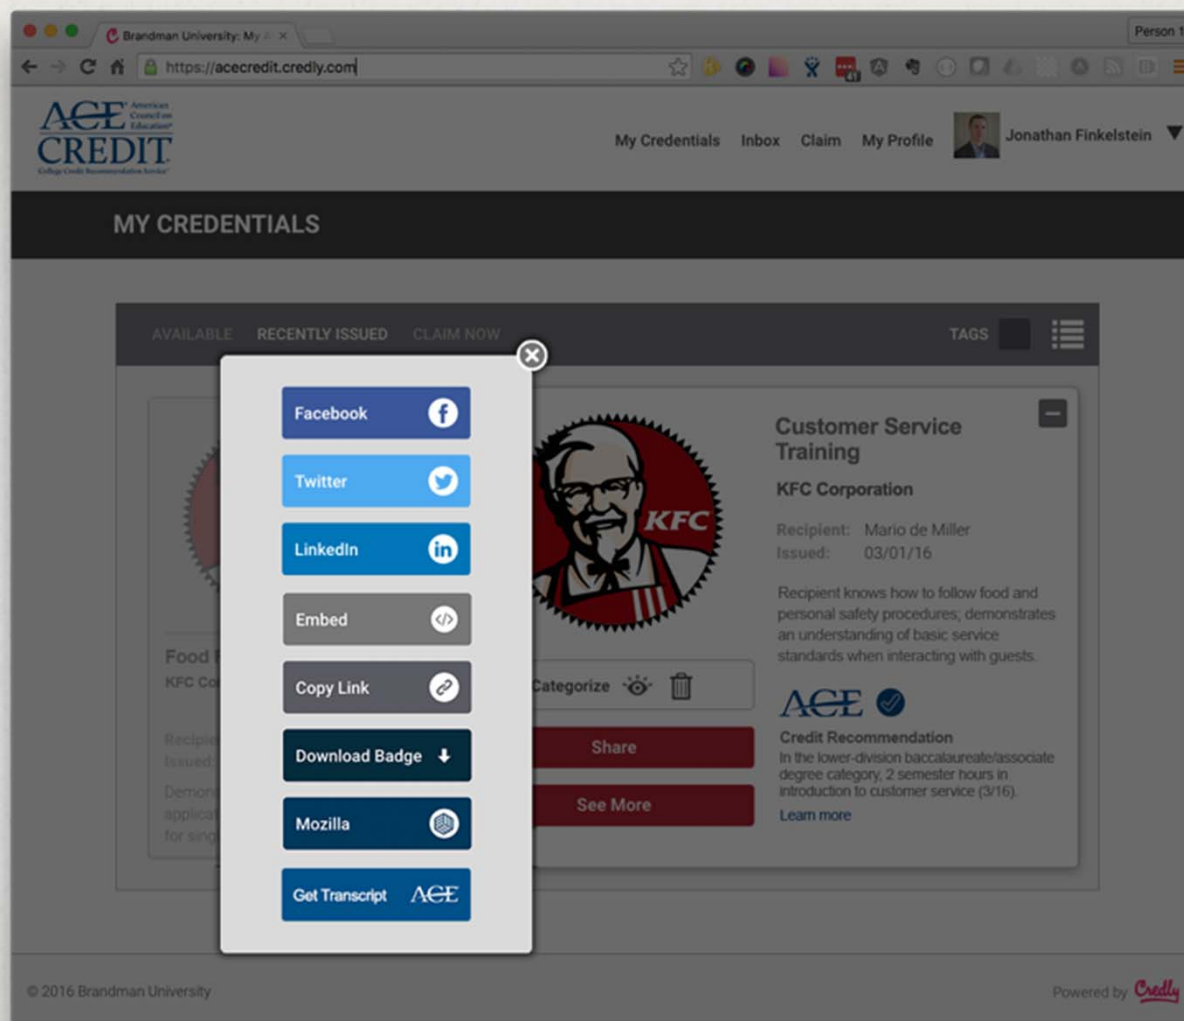 Brandman University: My A
Person 1
https://acecredit.credly.com
41
ACE American
Council on
Education
CREDIT
College Credit Recommendation Service
My Credentials Inbox Claim My Profile Jonathan Finkelstein
MY CREDENTIALS
AVAILABLE RECENTLY ISSUED CLAIM NOW TAGS
Facebook
Twitter
LinkedIn
Embed
Copy Link
Download Badge
Mozilla
Get Transcript ACE
Food
KFC
Issued:
for
KFC
Categorize
Share
See More
Customer Service
Training
KFC Corporation
Recipient: Mario de Miller
Issued: 03/01/16
Recipient knows how to follow food and
personal safety procedures; demonstrates
an understanding of basic service
standards when interacting with guests.
ACE
Credit Recommendation
In the lower-division baccalaureate/associate
degree category, 2 semester hours in
introduction to customer service (3/16).
Learn more
© 2016 Brandman University
Powered by Credly